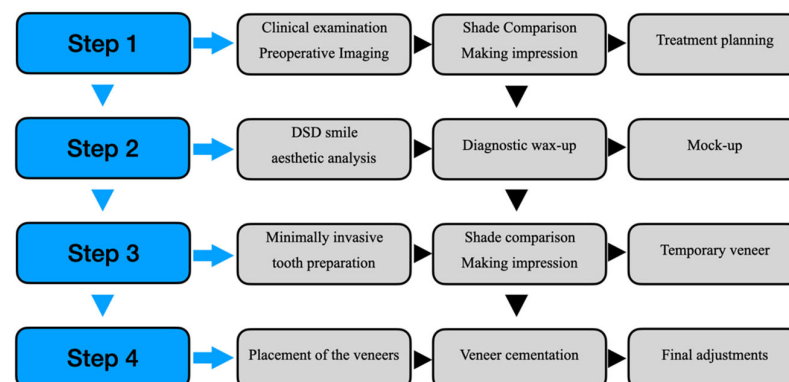 Step 1
Clinical examination
Preoperative Imaging
Shade Comparison
Making impression
Treatment planning
Step 2
DSD smile
aesthetic analysis
Diagnostic wax-up
Mock-up
Step 3
Minimally invasive
tooth preparation
Shade comparison
Making impression
Temporary veneer
Step 4
Placement of the veneers
Veneer cementation
Final adjustments